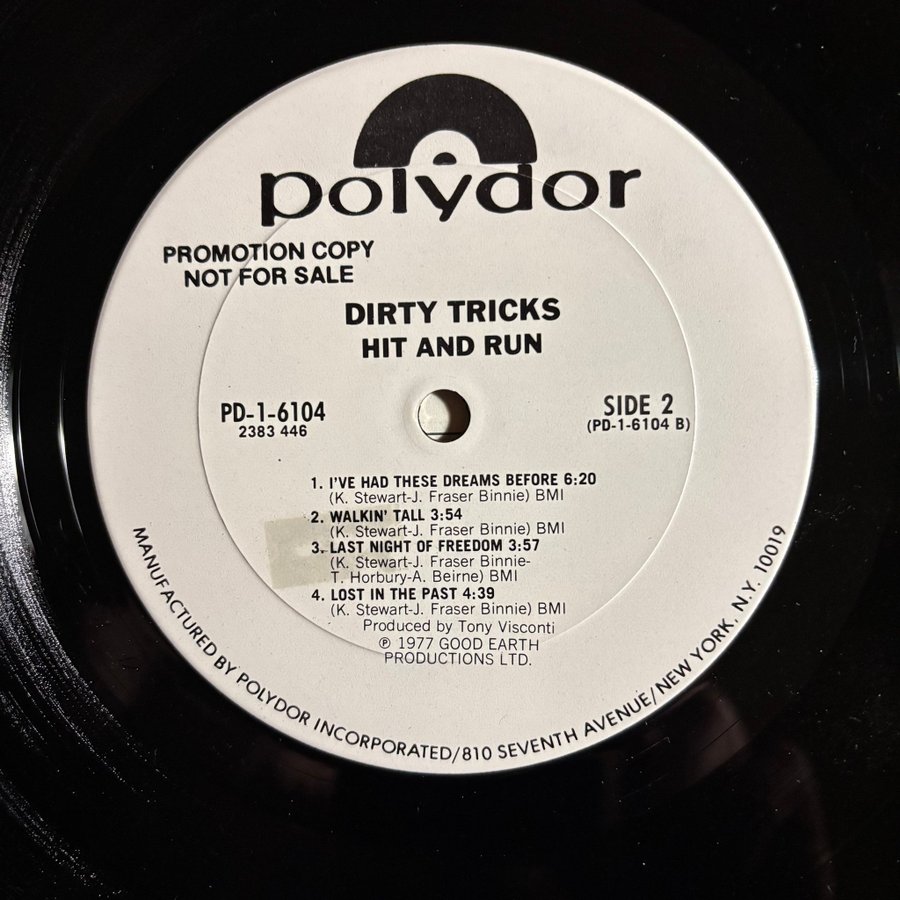 polydor
PROMOTION COPY
NOT FOR SALE
DIRTY TRICKS
HIT AND RUN
PD-1-6104
2383 446
SIDE 2
(PD-1-6104 B)
1. I'VE HAD THESE DREAMS BEFORE 6:20
(K. Stewart-J. Fraser Binnie) BMI
2. WALKIN' TALL 3:54
(K. Stewart-J. Fraser Binnie) BMI
3. LAST NIGHT OF FREEDOM 3:57
(K. Stewart-J. Fraser Binnie-
T. Horbury-A. Beirne) BMI
4. LOST IN THE PAST 4:39
(K. Stewart-J. Fraser Binnie) BMI
Produced by Tony Visconti
℗ 1977 GOOD EARTH
PRODUCTIONS LTD.
MANUFACTURED BY POLYDOR INCORPORATED/810 SEVENTH AVENUE/NEW YORK, N.Y. 10019